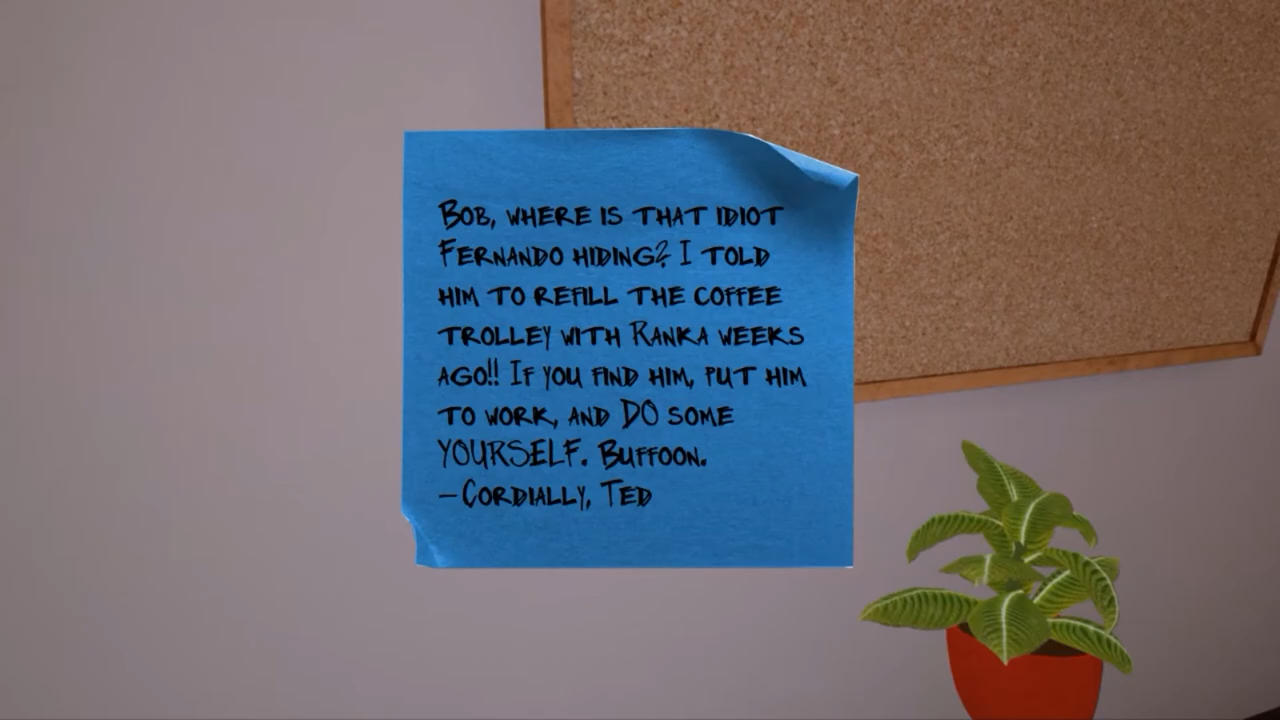 Bob, where is that idiot
Fernando hiding? I told
him to refill the coffee
trolley with Ranka weeks
ago!! If you find him, put him
to work, and DO some
YOURSELF. Buffoon.
– Cordially, Ted